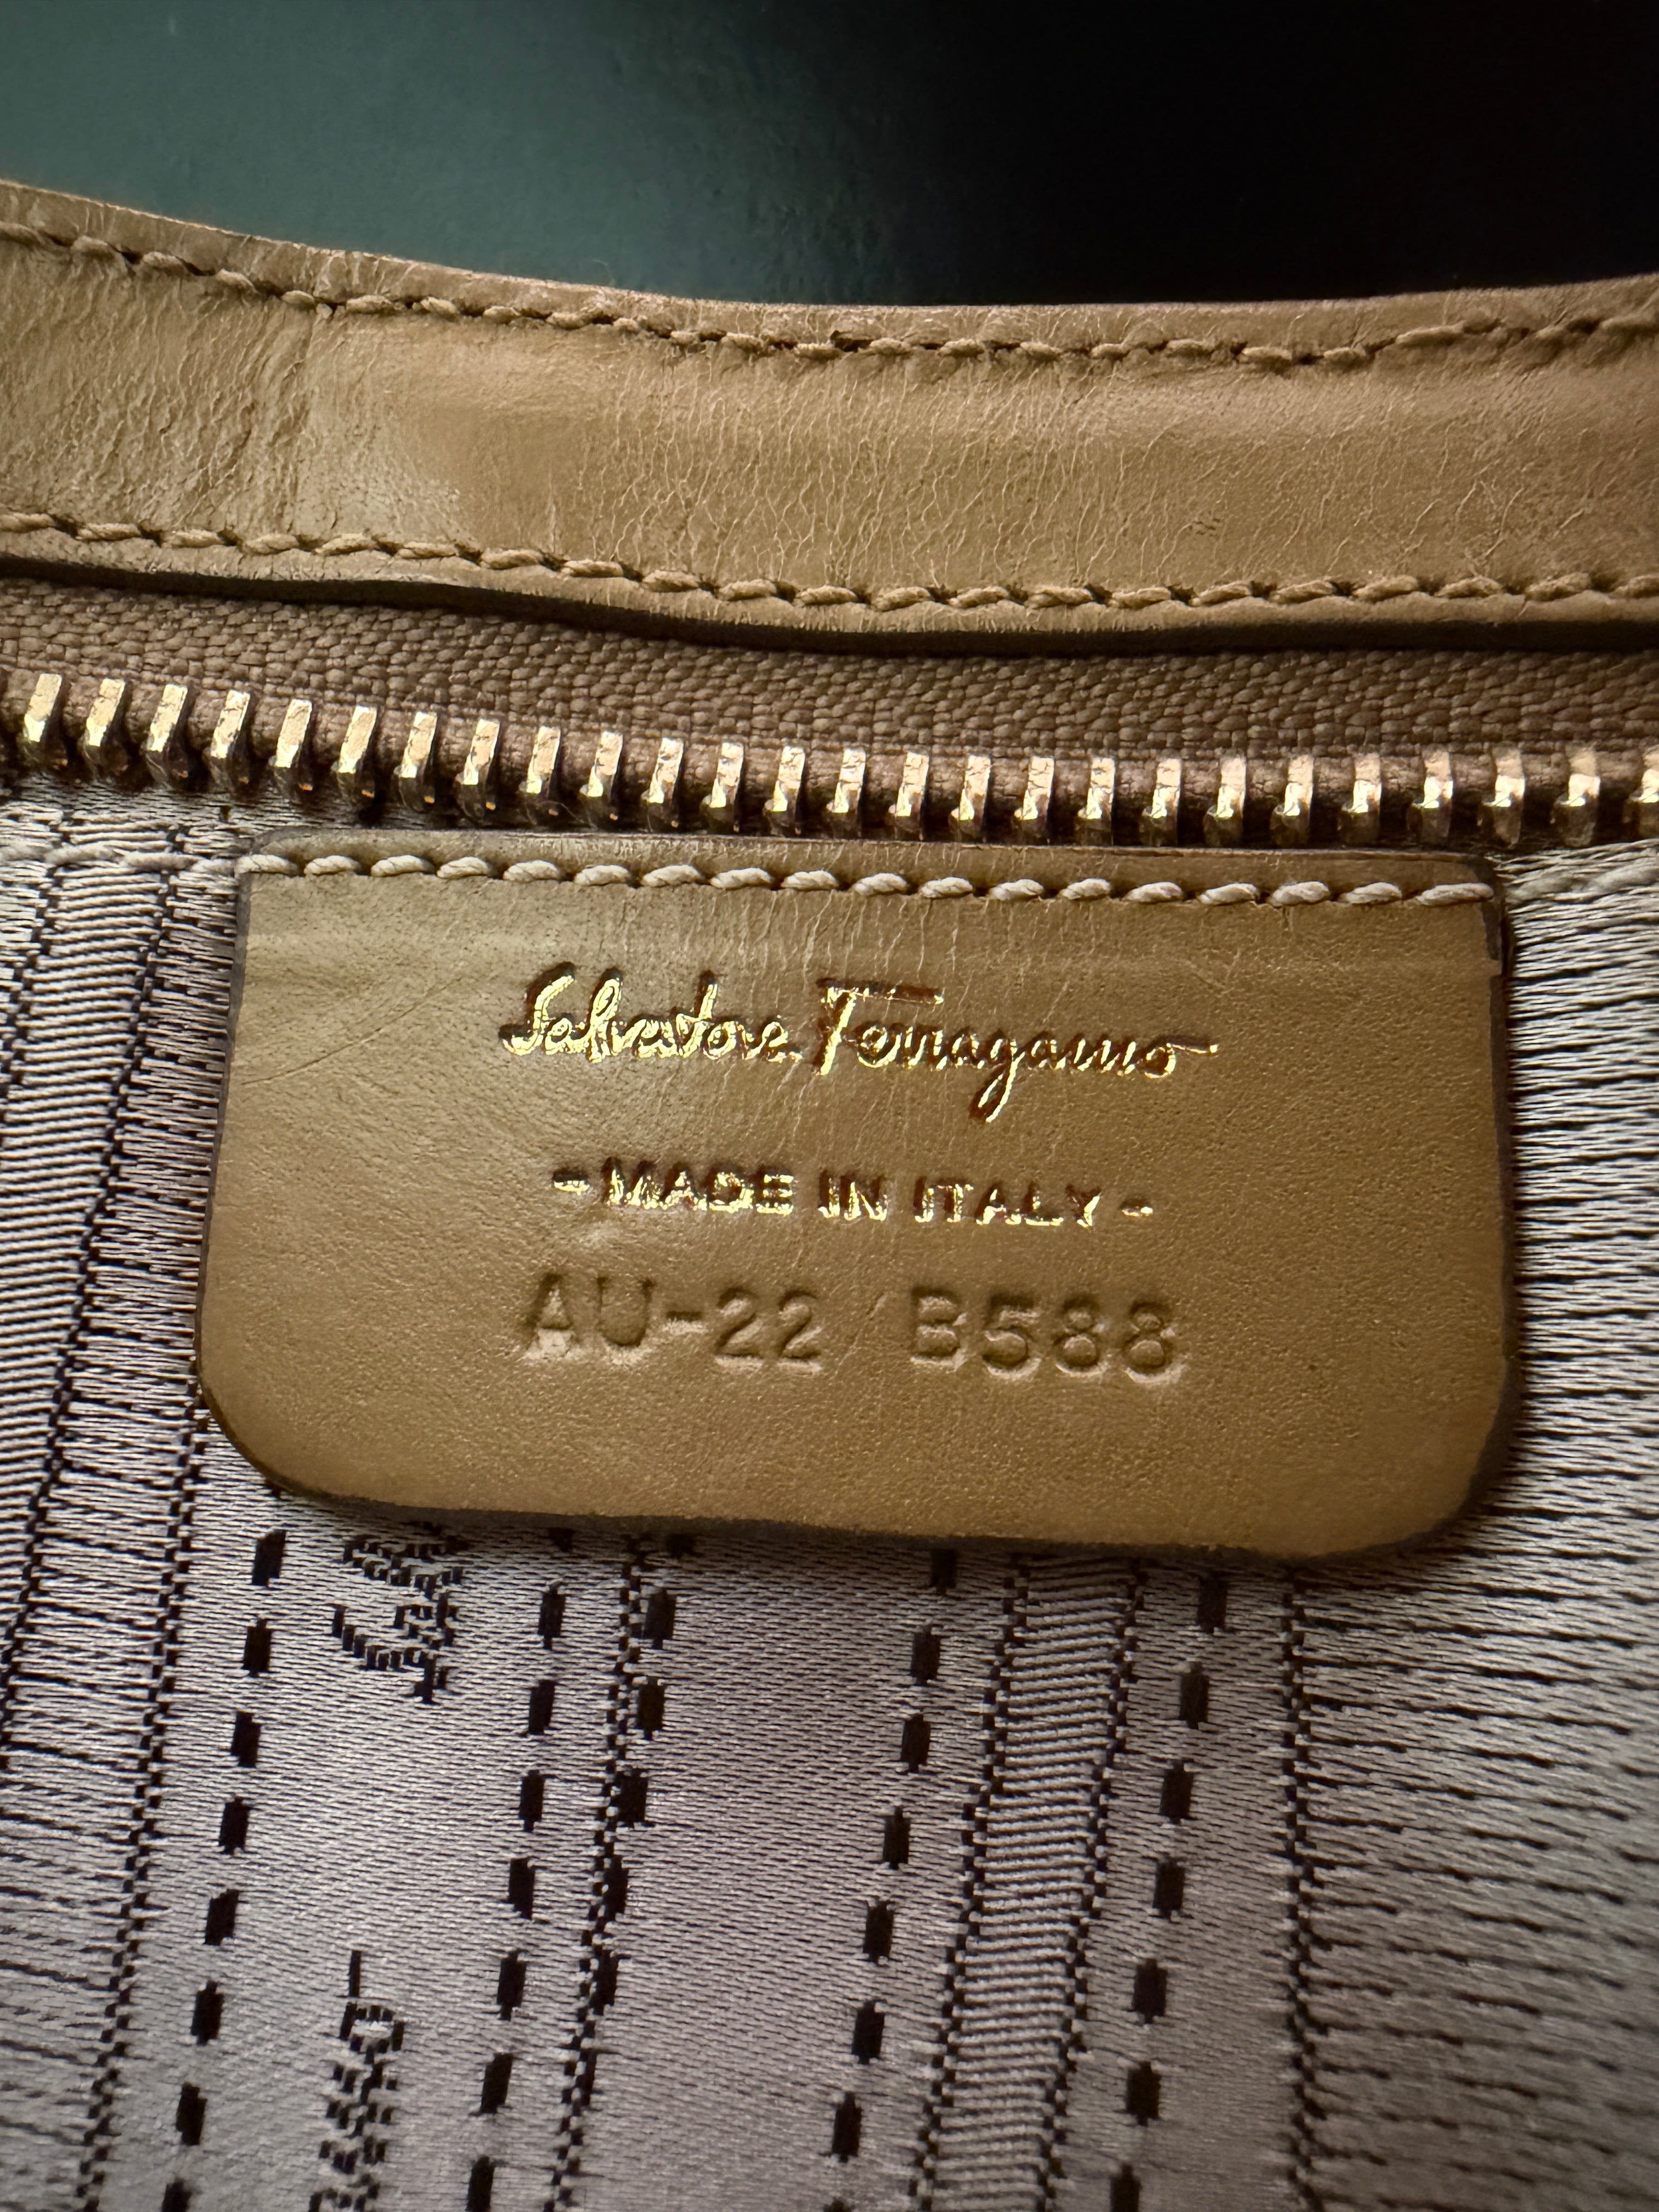 Salvatore Ferragamo
- MADE IN ITALY -
AU-22 B588